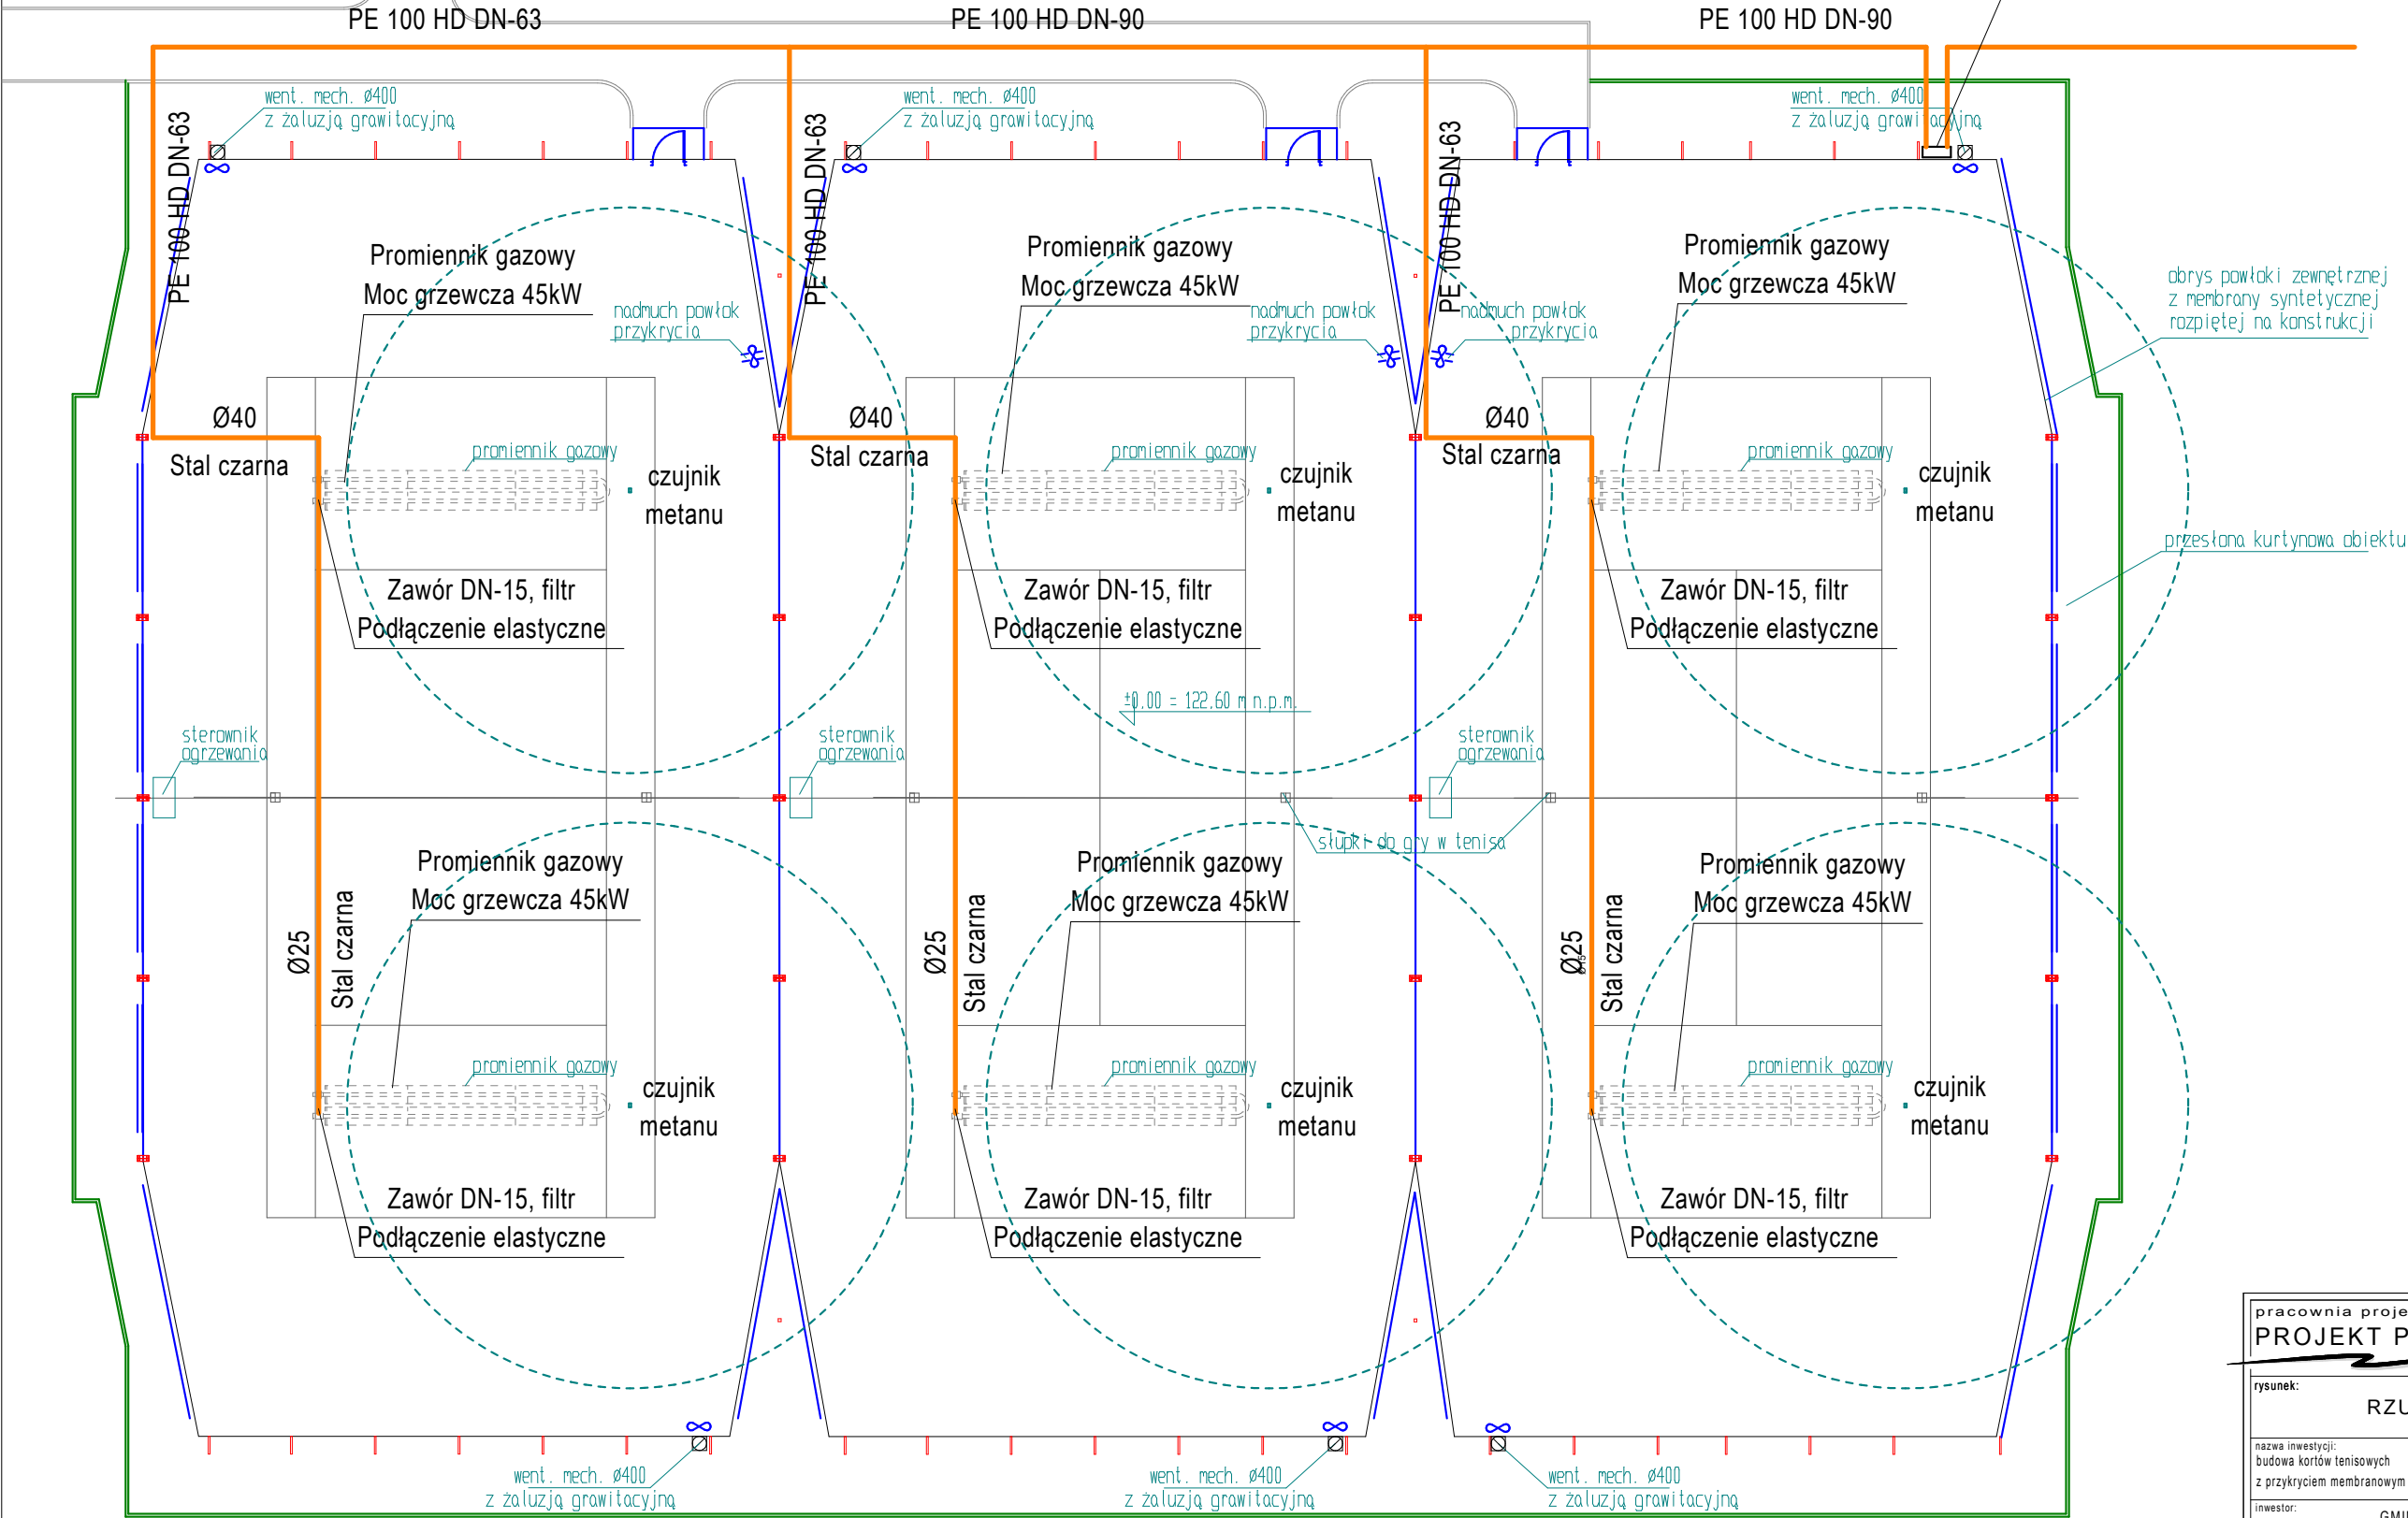 PE 100 HD DN-63
PE 100 HD DN-90
PE 100 HD DN-90
went. mech. ø400
z żaluzją grawitacyjną
went. mech. ø400
z żaluzją grawitacyjną
went. mech. ø400
z żaluzją grawitacyjną
PE 100 HD DN-63
PE 100 HD DN-63
PE 100 HD DN-63
Promiennik gazowy
Moc grzewcza 45kW
Promiennik gazowy
Moc grzewcza 45kW
Promiennik gazowy
Moc grzewcza 45kW
obrys powłoki zewnętrznej
z membrany syntetycznej
rozpiętej na konstrukcji
nadmuch powłok
przykrycia
nadmuch powłok
przykrycia
nadmuch powłok
przykrycia
Ø40
Stal czarna
Ø40
Stal czarna
Ø40
Stal czarna
promiennik gazowy
promiennik gazowy
promiennik gazowy
czujnik
metanu
czujnik
metanu
czujnik
metanu
przesłona kurtynowa obiektu
Zawór DN-15, filtr
Podłączenie elastyczne
Zawór DN-15, filtr
Podłączenie elastyczne
Zawór DN-15, filtr
Podłączenie elastyczne
±0.00 = 122.60 m n.p.m.
sterownik
ogrzewania
sterownik
ogrzewania
sterownik
ogrzewania
słupki do gry w tenisa
Promiennik gazowy
Moc grzewcza 45kW
Promiennik gazowy
Moc grzewcza 45kW
Promiennik gazowy
Moc grzewcza 45kW
Ø25
Stal czarna
Ø25
Stal czarna
Ø25
Stal czarna
promiennik gazowy
promiennik gazowy
promiennik gazowy
czujnik
metanu
czujnik
metanu
czujnik
metanu
Zawór DN-15, filtr
Podłączenie elastyczne
Zawór DN-15, filtr
Podłączenie elastyczne
Zawór DN-15, filtr
Podłączenie elastyczne
went. mech. ø400
z żaluzją grawitacyjną
went. mech. ø400
z żaluzją grawitacyjną
went. mech. ø400
z żaluzją grawitacyjną
pracownia proje
PROJEKT P
rysunek:
RZU
nazwa inwestycji:
budowa kortów tenisowych
z przykryciem membranowym
inwestor:
GMI